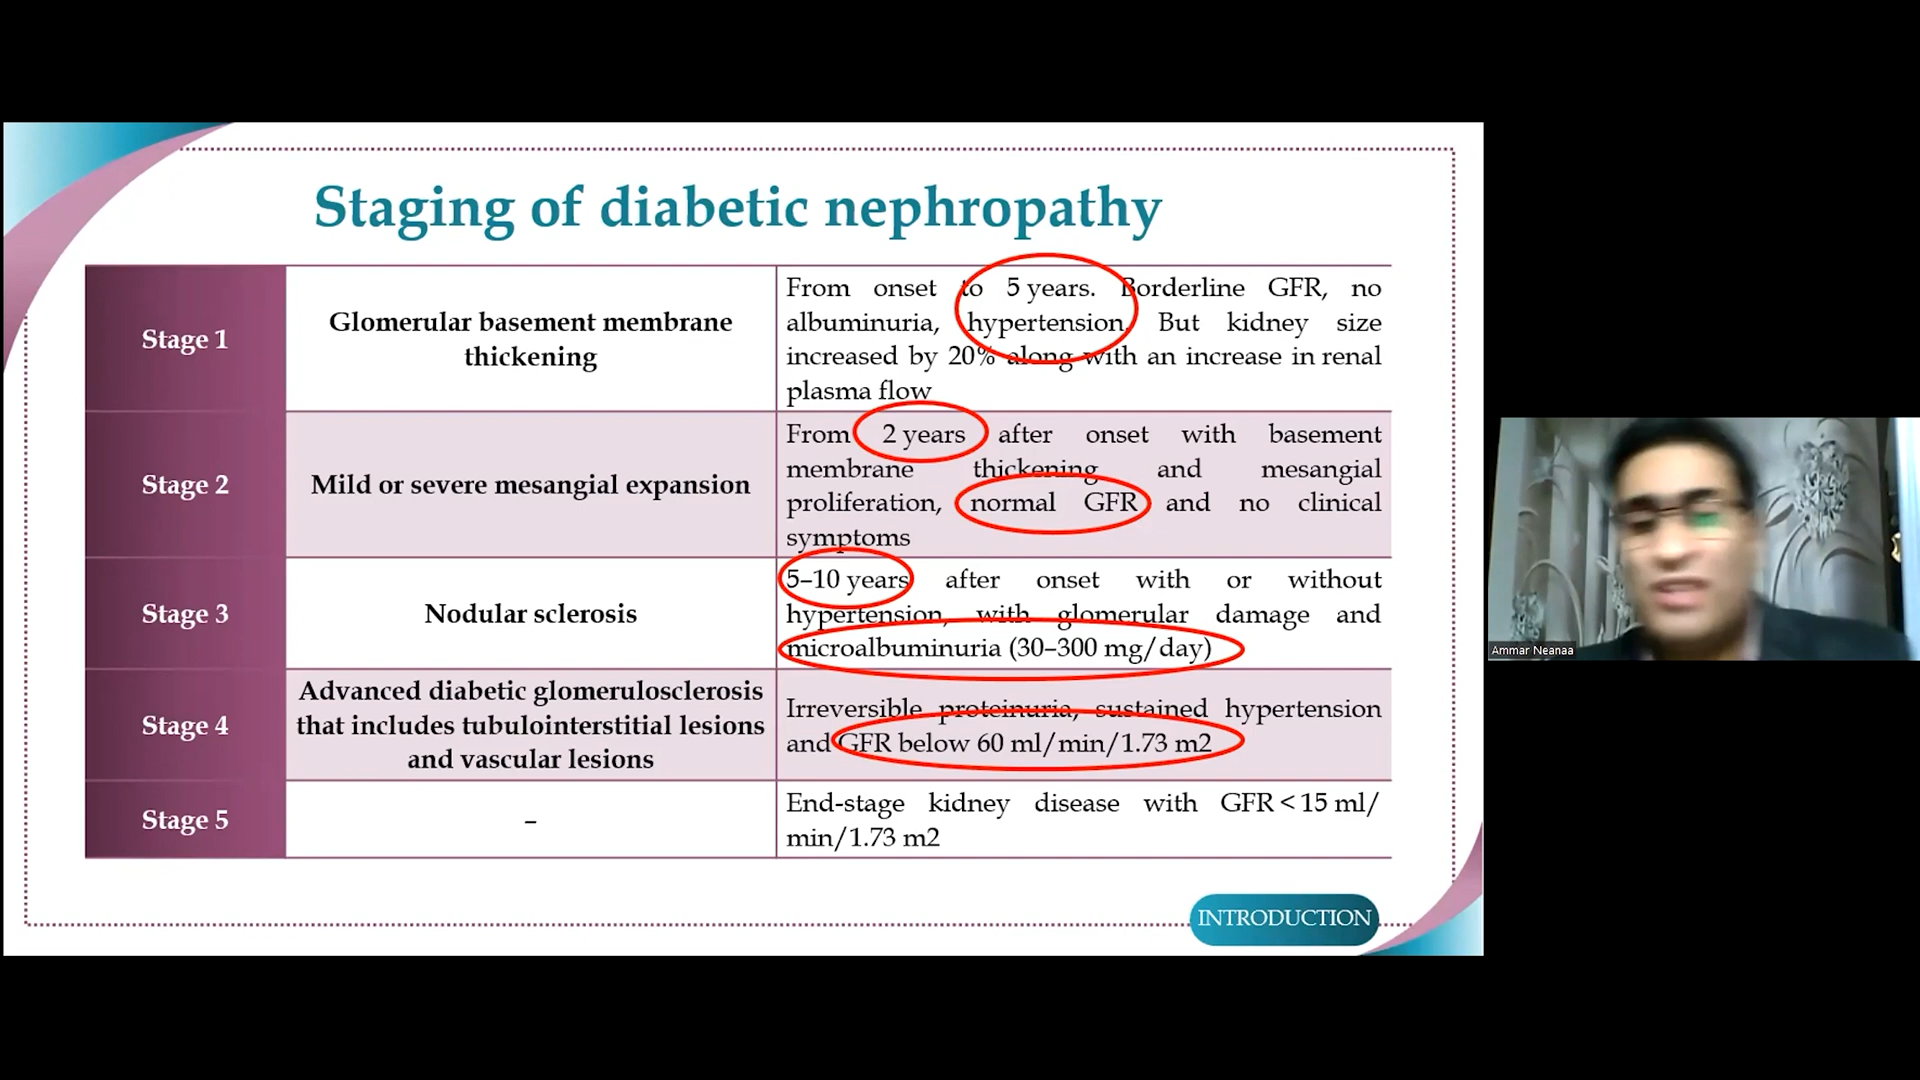 Staging of diabetic nephropathy
Stage 1
Glomerular basement membrane
thickening
From onset to 5 years. Borderline GFR, no
albuminuria, hypertension. But kidney size
increased by 20% along with an increase in renal
plasma flow
Stage 2
Mild or severe mesangial expansion
From 2 years after onset with basement
membrane thickening and mesangial
proliferation, normal GFR and no clinical
symptoms
Stage 3
Nodular sclerosis
5–10 years after onset with or without
hypertension, with glomerular damage and
microalbuminuria (30–300 mg/day)
Stage 4
Advanced diabetic glomerulosclerosis
that includes tubulointerstitial lesions
and vascular lesions
Irreversible proteinuria, sustained hypertension
and GFR below 60 ml/min/1.73 m2
Stage 5
–
End-stage kidney disease with GFR < 15 ml/
min/1.73 m2
INTRODUCTION
Ammar Neanaa